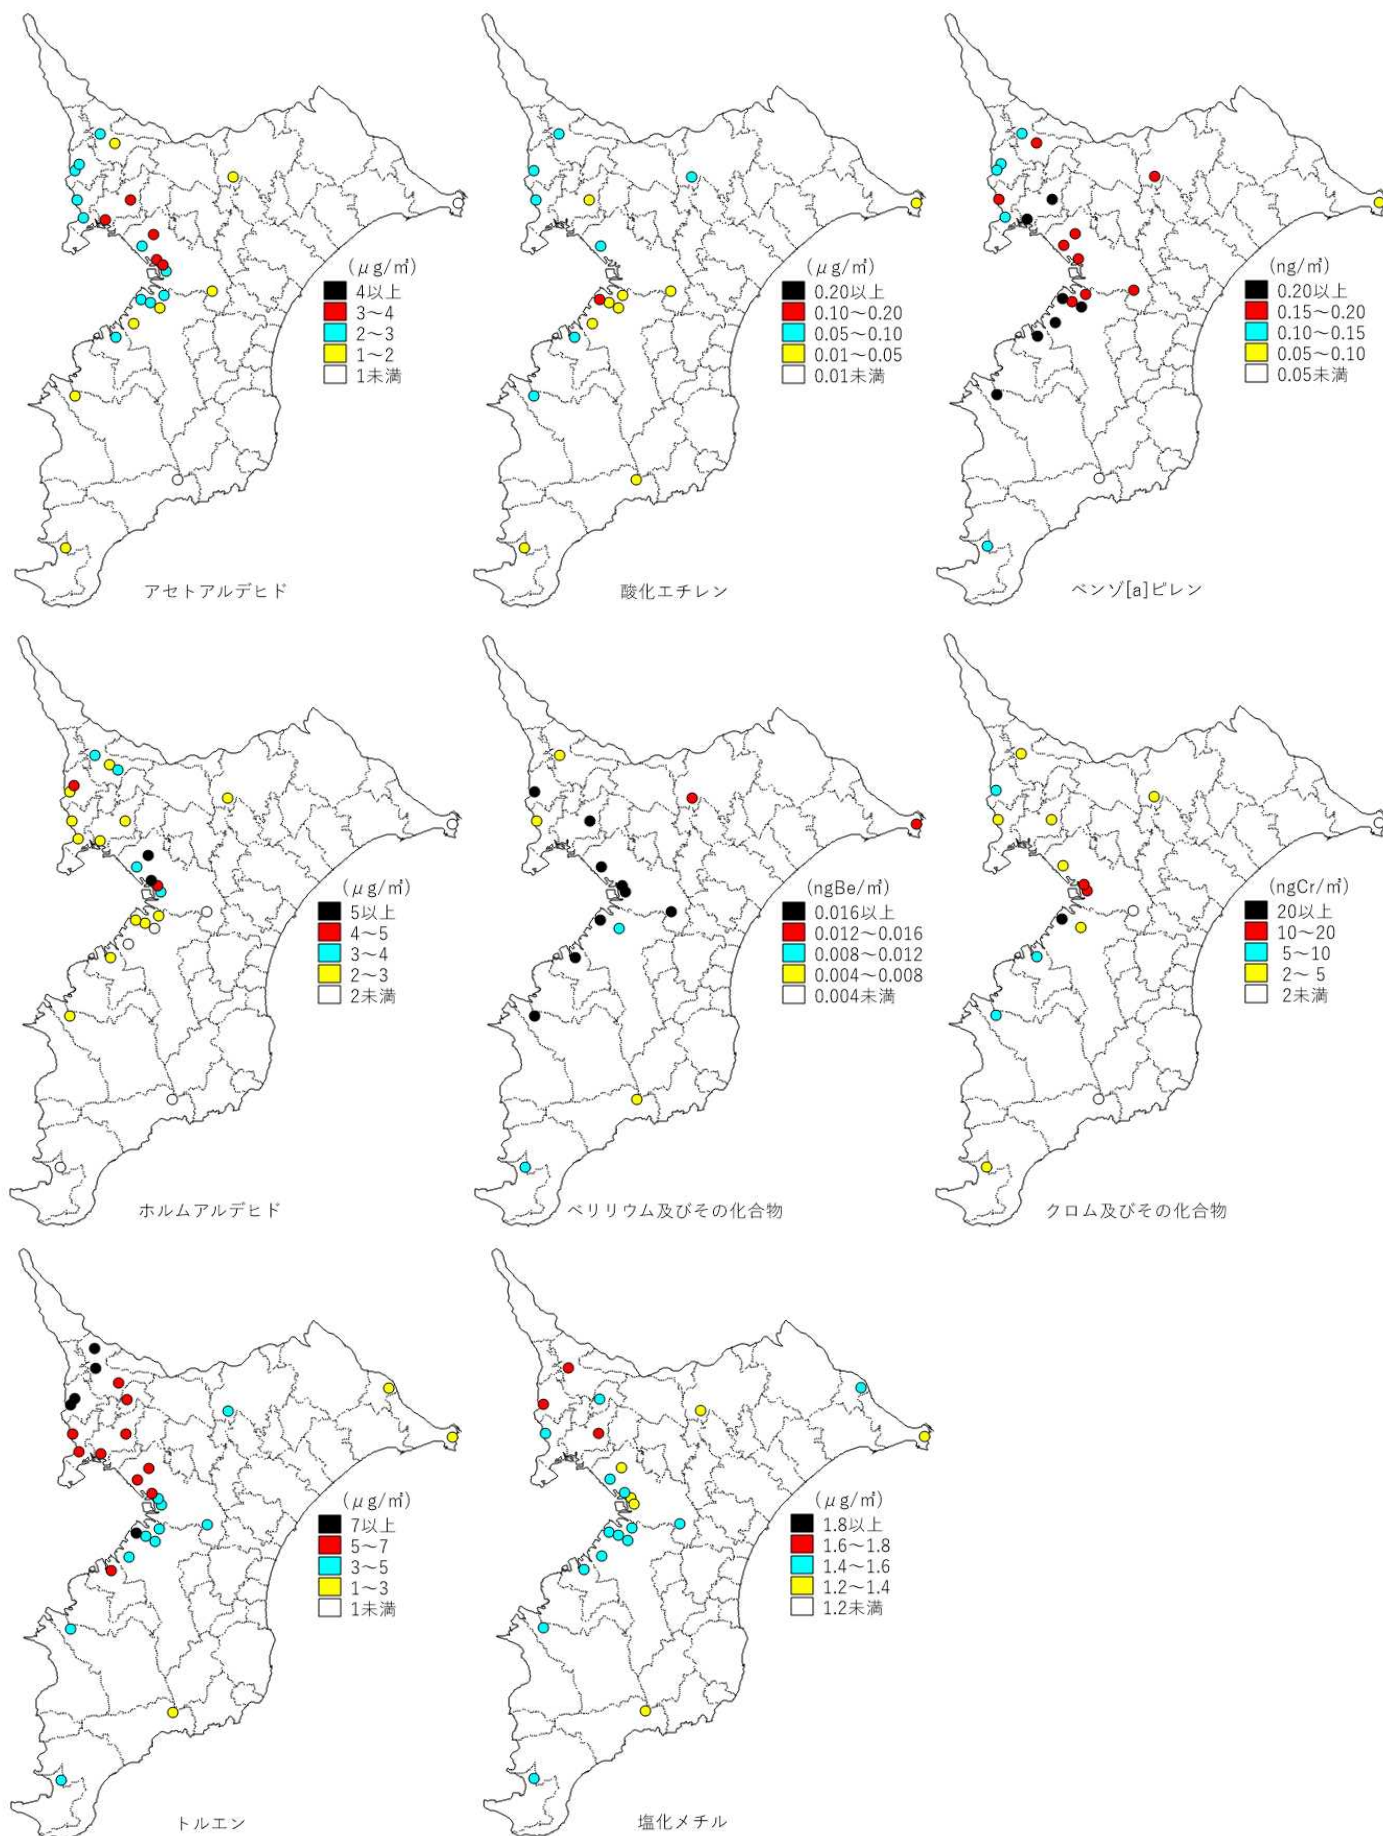 (μg/㎥)
4以上
3～4
2～3
1～2
1未満
アセトアルデヒド
(μg/㎥)
0.20以上
0.10～0.20
0.05～0.10
0.01～0.05
0.01未満
酸化エチレン
(ng/㎥)
0.20以上
0.15～0.20
0.10～0.15
0.05～0.10
0.05未満
ベンゾ[a]ピレン
(μg/㎥)
5以上
4～5
3～4
2～3
2未満
ホルムアルデヒド
(ngBe/㎥)
0.016以上
0.012～0.016
0.008～0.012
0.004～0.008
0.004未満
ベリリウム及びその化合物
(ngCr/㎥)
20以上
10～20
5～10
2～5
2未満
クロム及びその化合物
(μg/㎥)
7以上
5～7
3～5
1～3
1未満
トルエン
(μg/㎥)
1.8以上
1.6～1.8
1.4～1.6
1.2～1.4
1.2未満
塩化メチル